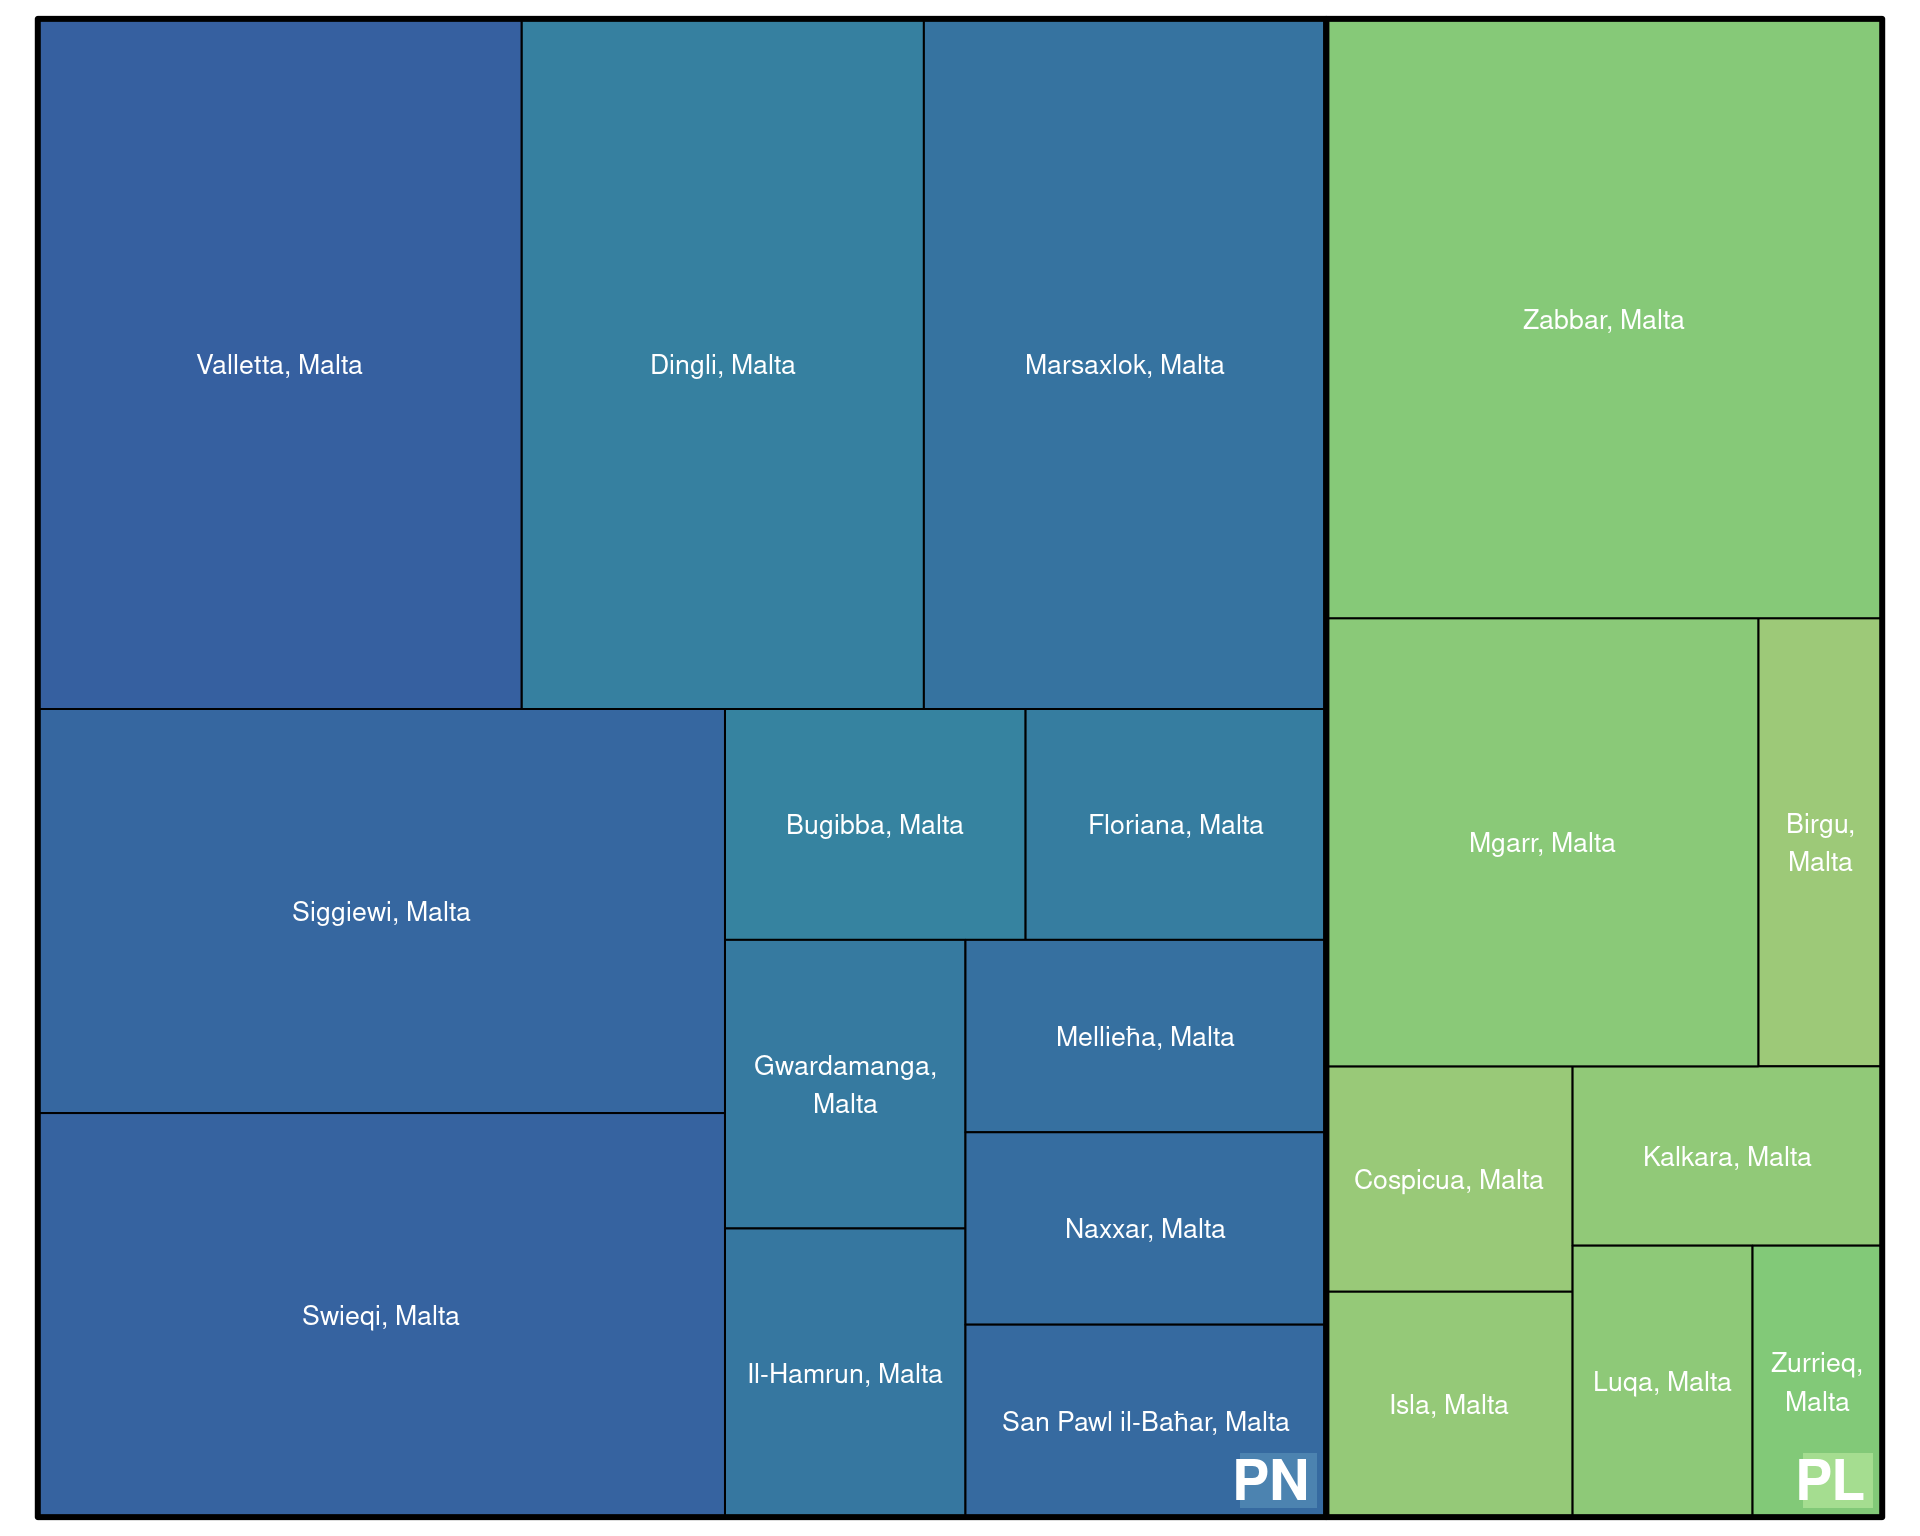 Valletta, Malta
Dingli, Malta
Marsaxlok, Malta
Zabbar, Malta
Siggiewi, Malta
Bugibba, Malta
Floriana, Malta
Mgarr, Malta
Birgu,
Malta
Gwardamanga,
Malta
Mellieħa, Malta
Naxxar, Malta
Cospicua, Malta
Kalkara, Malta
Swieqi, Malta
Il-Hamrun, Malta
San Pawl il-Baħar, Malta
Isla, Malta
Luqa, Malta
Zurrieq,
Malta
PN
PL